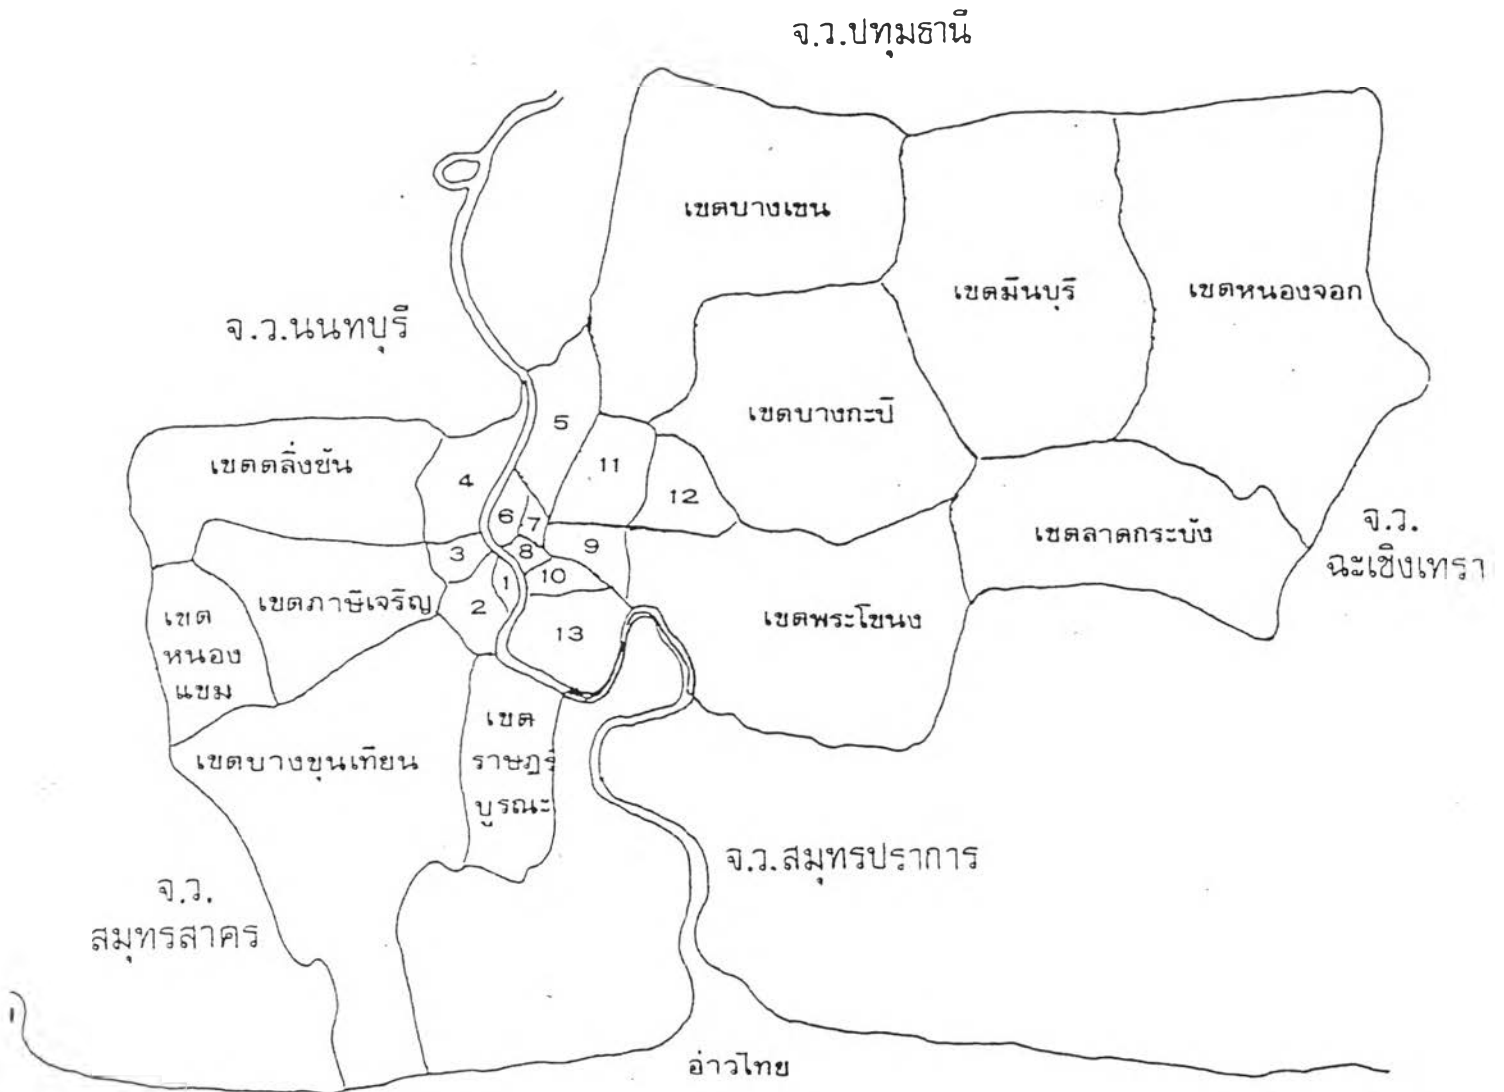 จ.ว.ปทุมธานี
เขตบางเขน
เขตมีนบุรี
เขตหนองจอก
จ.ว.นนทบุรี
เขตบางกะปิ
5
เขตตลิ่งชัน
4
11
12
6
7
จ.ว.
ฉะเชิงเทรา
เขตลาดกระบัง
3
8
9
1
10
2
13
เขตภาษีเจริญ
เขตพระโขนง
เขต
หนอง
แขม
เขต
ราษฎร์
บูรณะ
เขตบางขุนเทียน
จ.ว.สมุทรปราการ
จ.ว.
สมุทรสาคร
อ่าวไทย